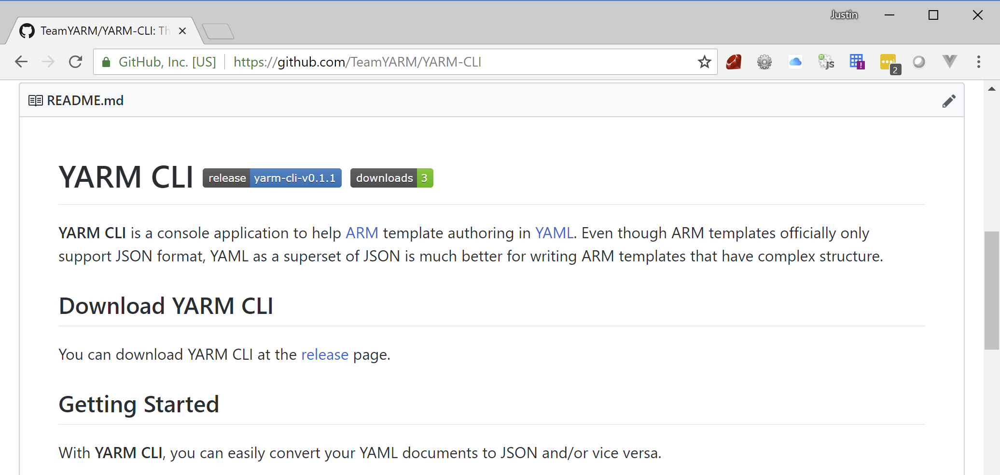 Justin
TeamYARM/YARM-CLI: Th
GitHub, Inc. [US] https://github.com/TeamYARM/YARM-CLI
js
!
2
README.md
YARM CLI release yarm-cli-v0.1.1 downloads 3
YARM CLI is a console application to help ARM template authoring in YAML. Even though ARM templates officially only
support JSON format, YAML as a superset of JSON is much better for writing ARM templates that have complex structure.
Download YARM CLI
You can download YARM CLI at the release page.
Getting Started
With YARM CLI, you can easily convert your YAML documents to JSON and/or vice versa.